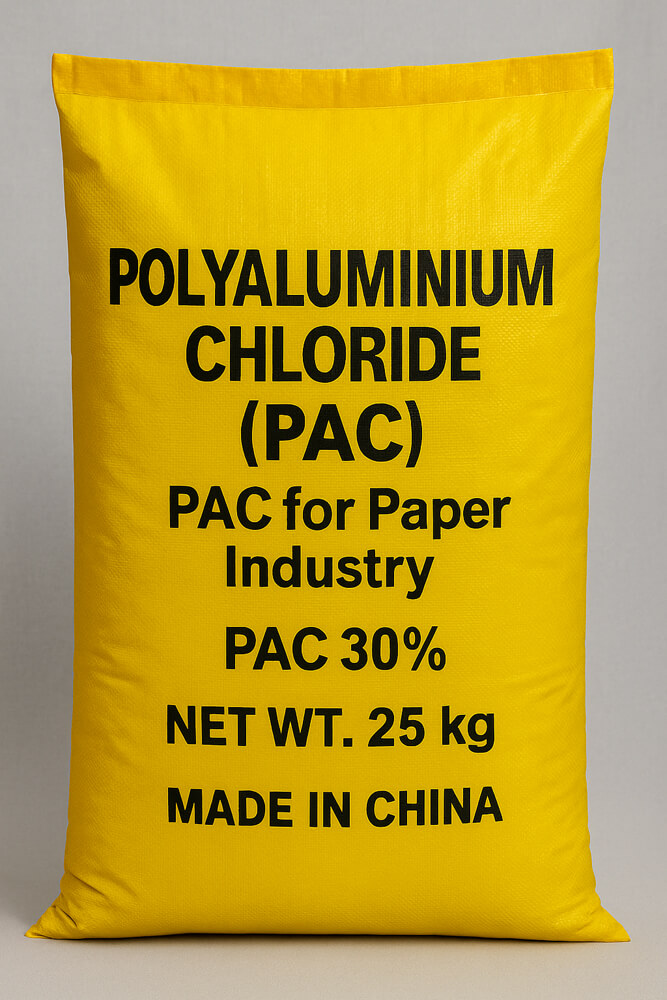 POLYALUMINIUM
CHLORIDE
(PAC)
PAC for Paper
Industry
PAC 30%
NET WT. 25 kg
MADE IN CHINA